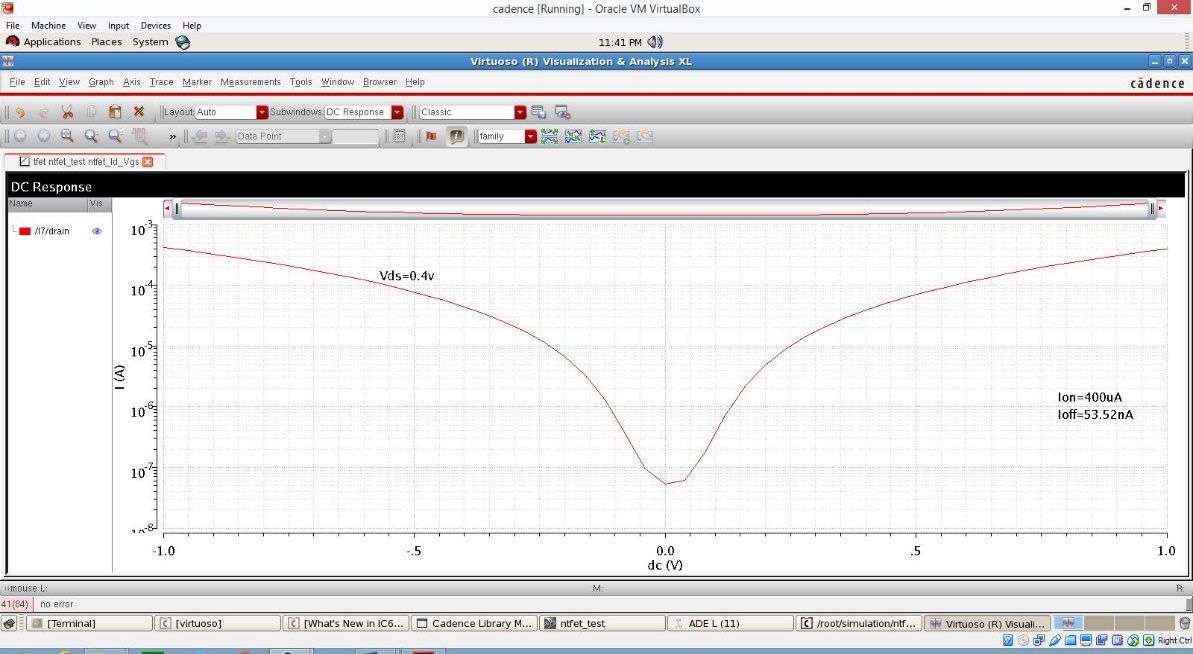 cadence [Running] - Oracle VM VirtualBox
File Machine View Input Devices Help
Applications Places System
11:41 PM
Virtuoso (R) Visualization & Analysis XL
File Edit View Graph Axis Trace Marker Measurements Tools Window Browser Help
cādence
Layout: Auto Subwindows: DC Response Classic
» Data Point family
tfet ntfet_test ntfet_Id_Vgs
DC Response
Name Vis
/I7/drain
10-3
Vds=0.4v
10-4
10-5
I (A)
Ion=400uA
10-6
Ioff=53.52nA
10-7
10-8
-1.0 -.5 0.0 .5 1.0
dc (V)
mouse L: M: R:
41(84) no error
[Terminal] [virtuoso] [What's New in IC6... Cadence Library M... ntfet_test ADE L (11) /root/simulation/ntf... Virtuoso (R) Visuali...
Right Ctrl